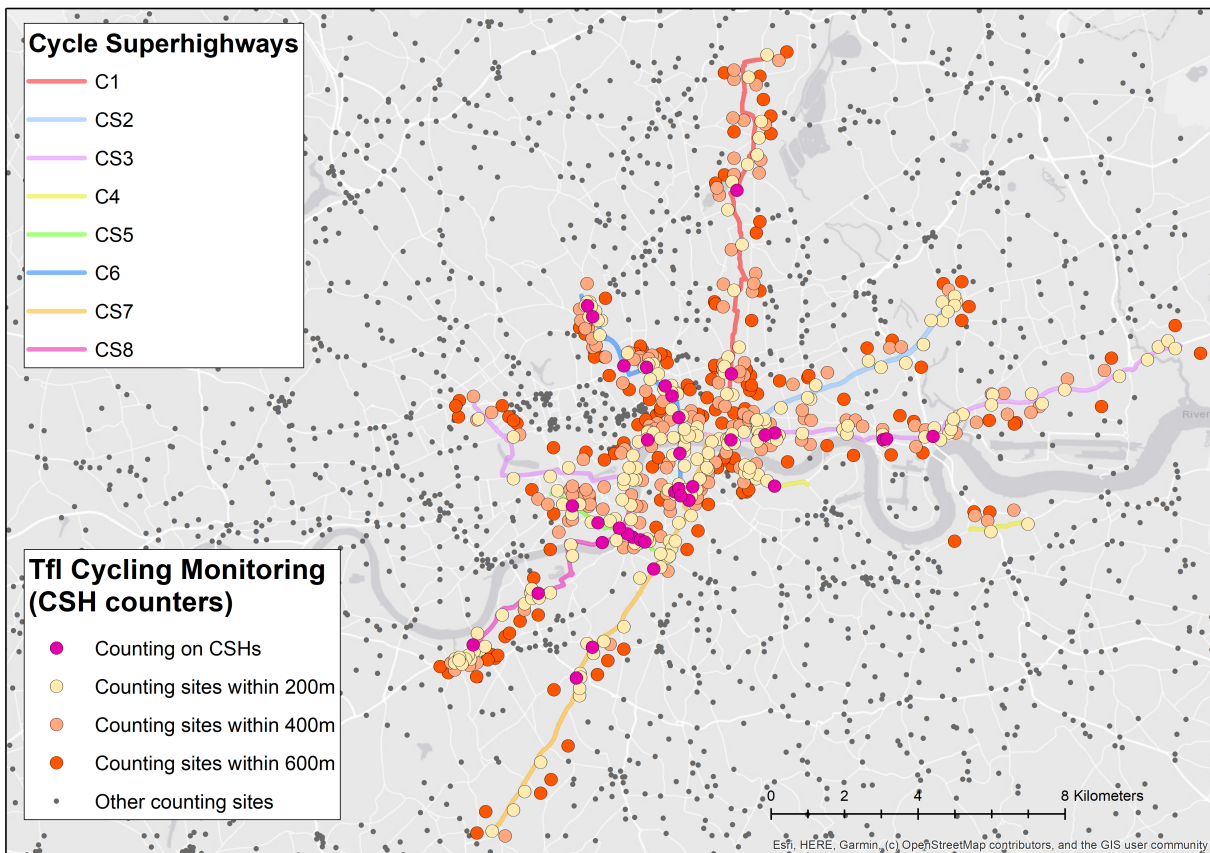 Cycle Superhighways
C1
CS2
CS3
C4
CS5
C6
CS7
CS8
River
Tfl Cycling Monitoring
(CSH counters)
Counting on CSHs
Counting sites within 200m
Counting sites within 400m
Counting sites within 600m
Other counting sites
0 2 4 8 Kilometers
Esri, HERE, Garmin, (c) OpenStreetMap contributors, and the GIS user community